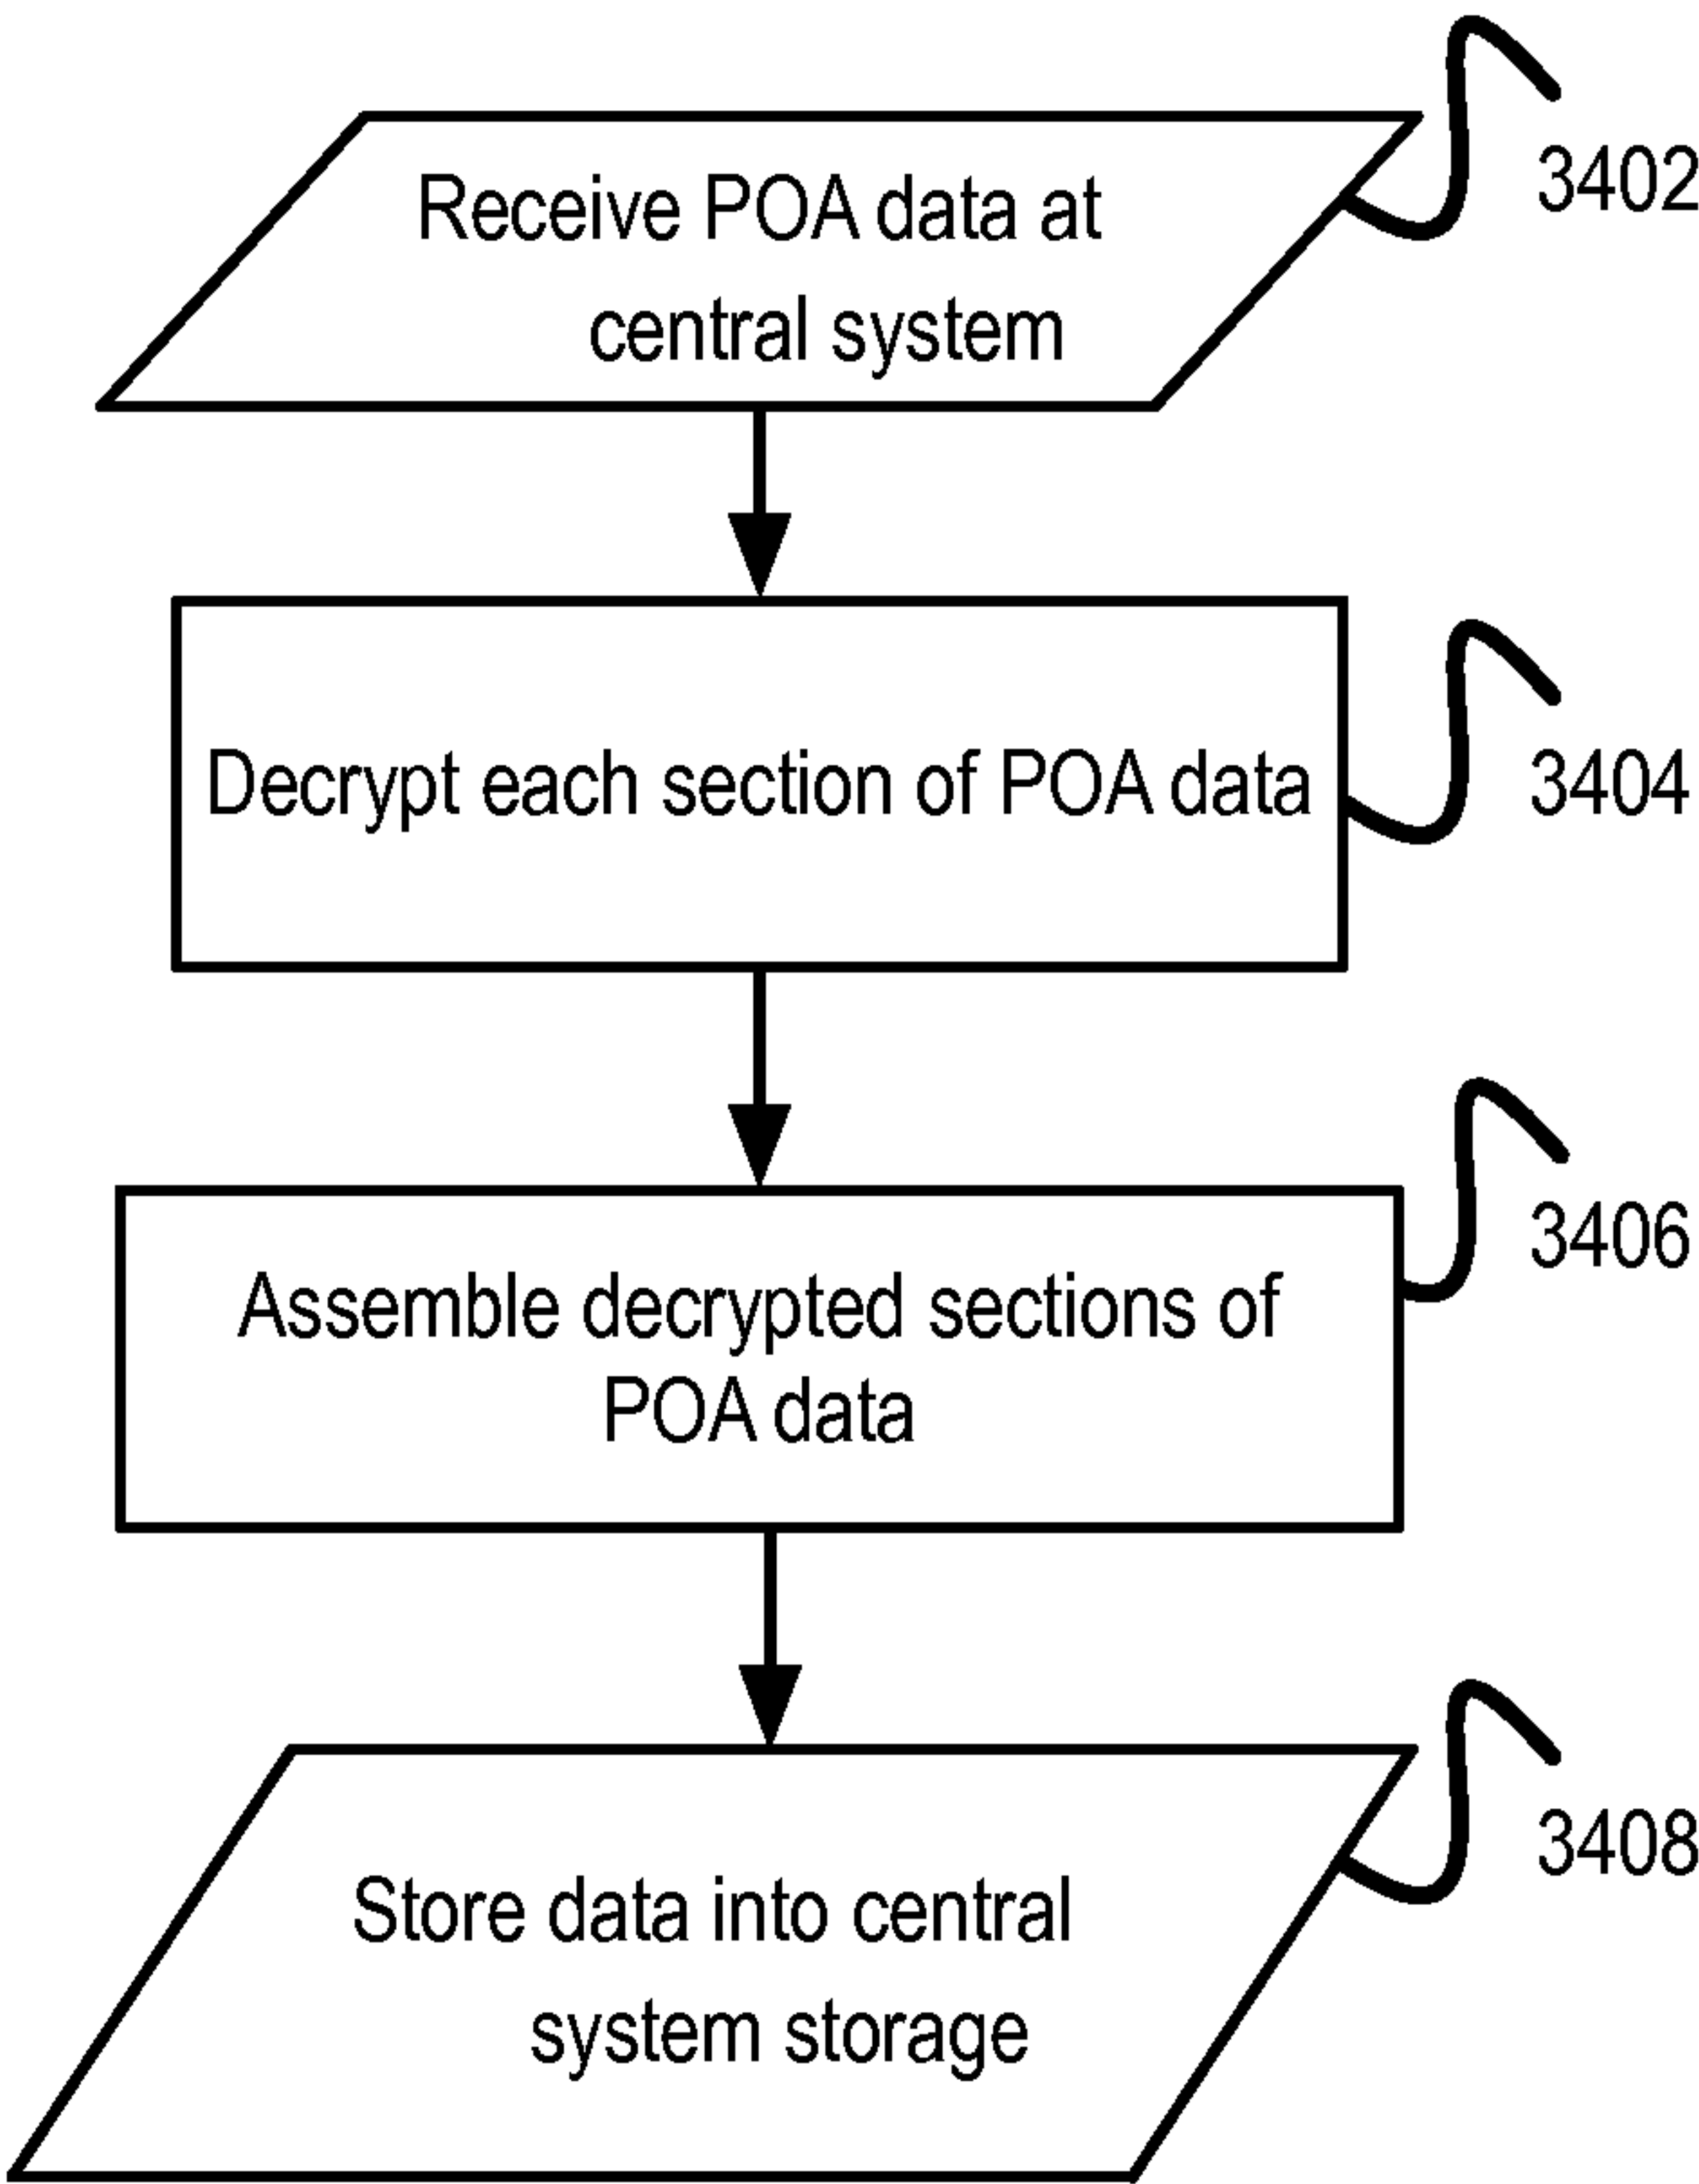 Receive POA data at
central system
3402
Decrypt each section of POA data
3404
Assemble decrypted sections of
POA data
3406
Store data into central
system storage
3408